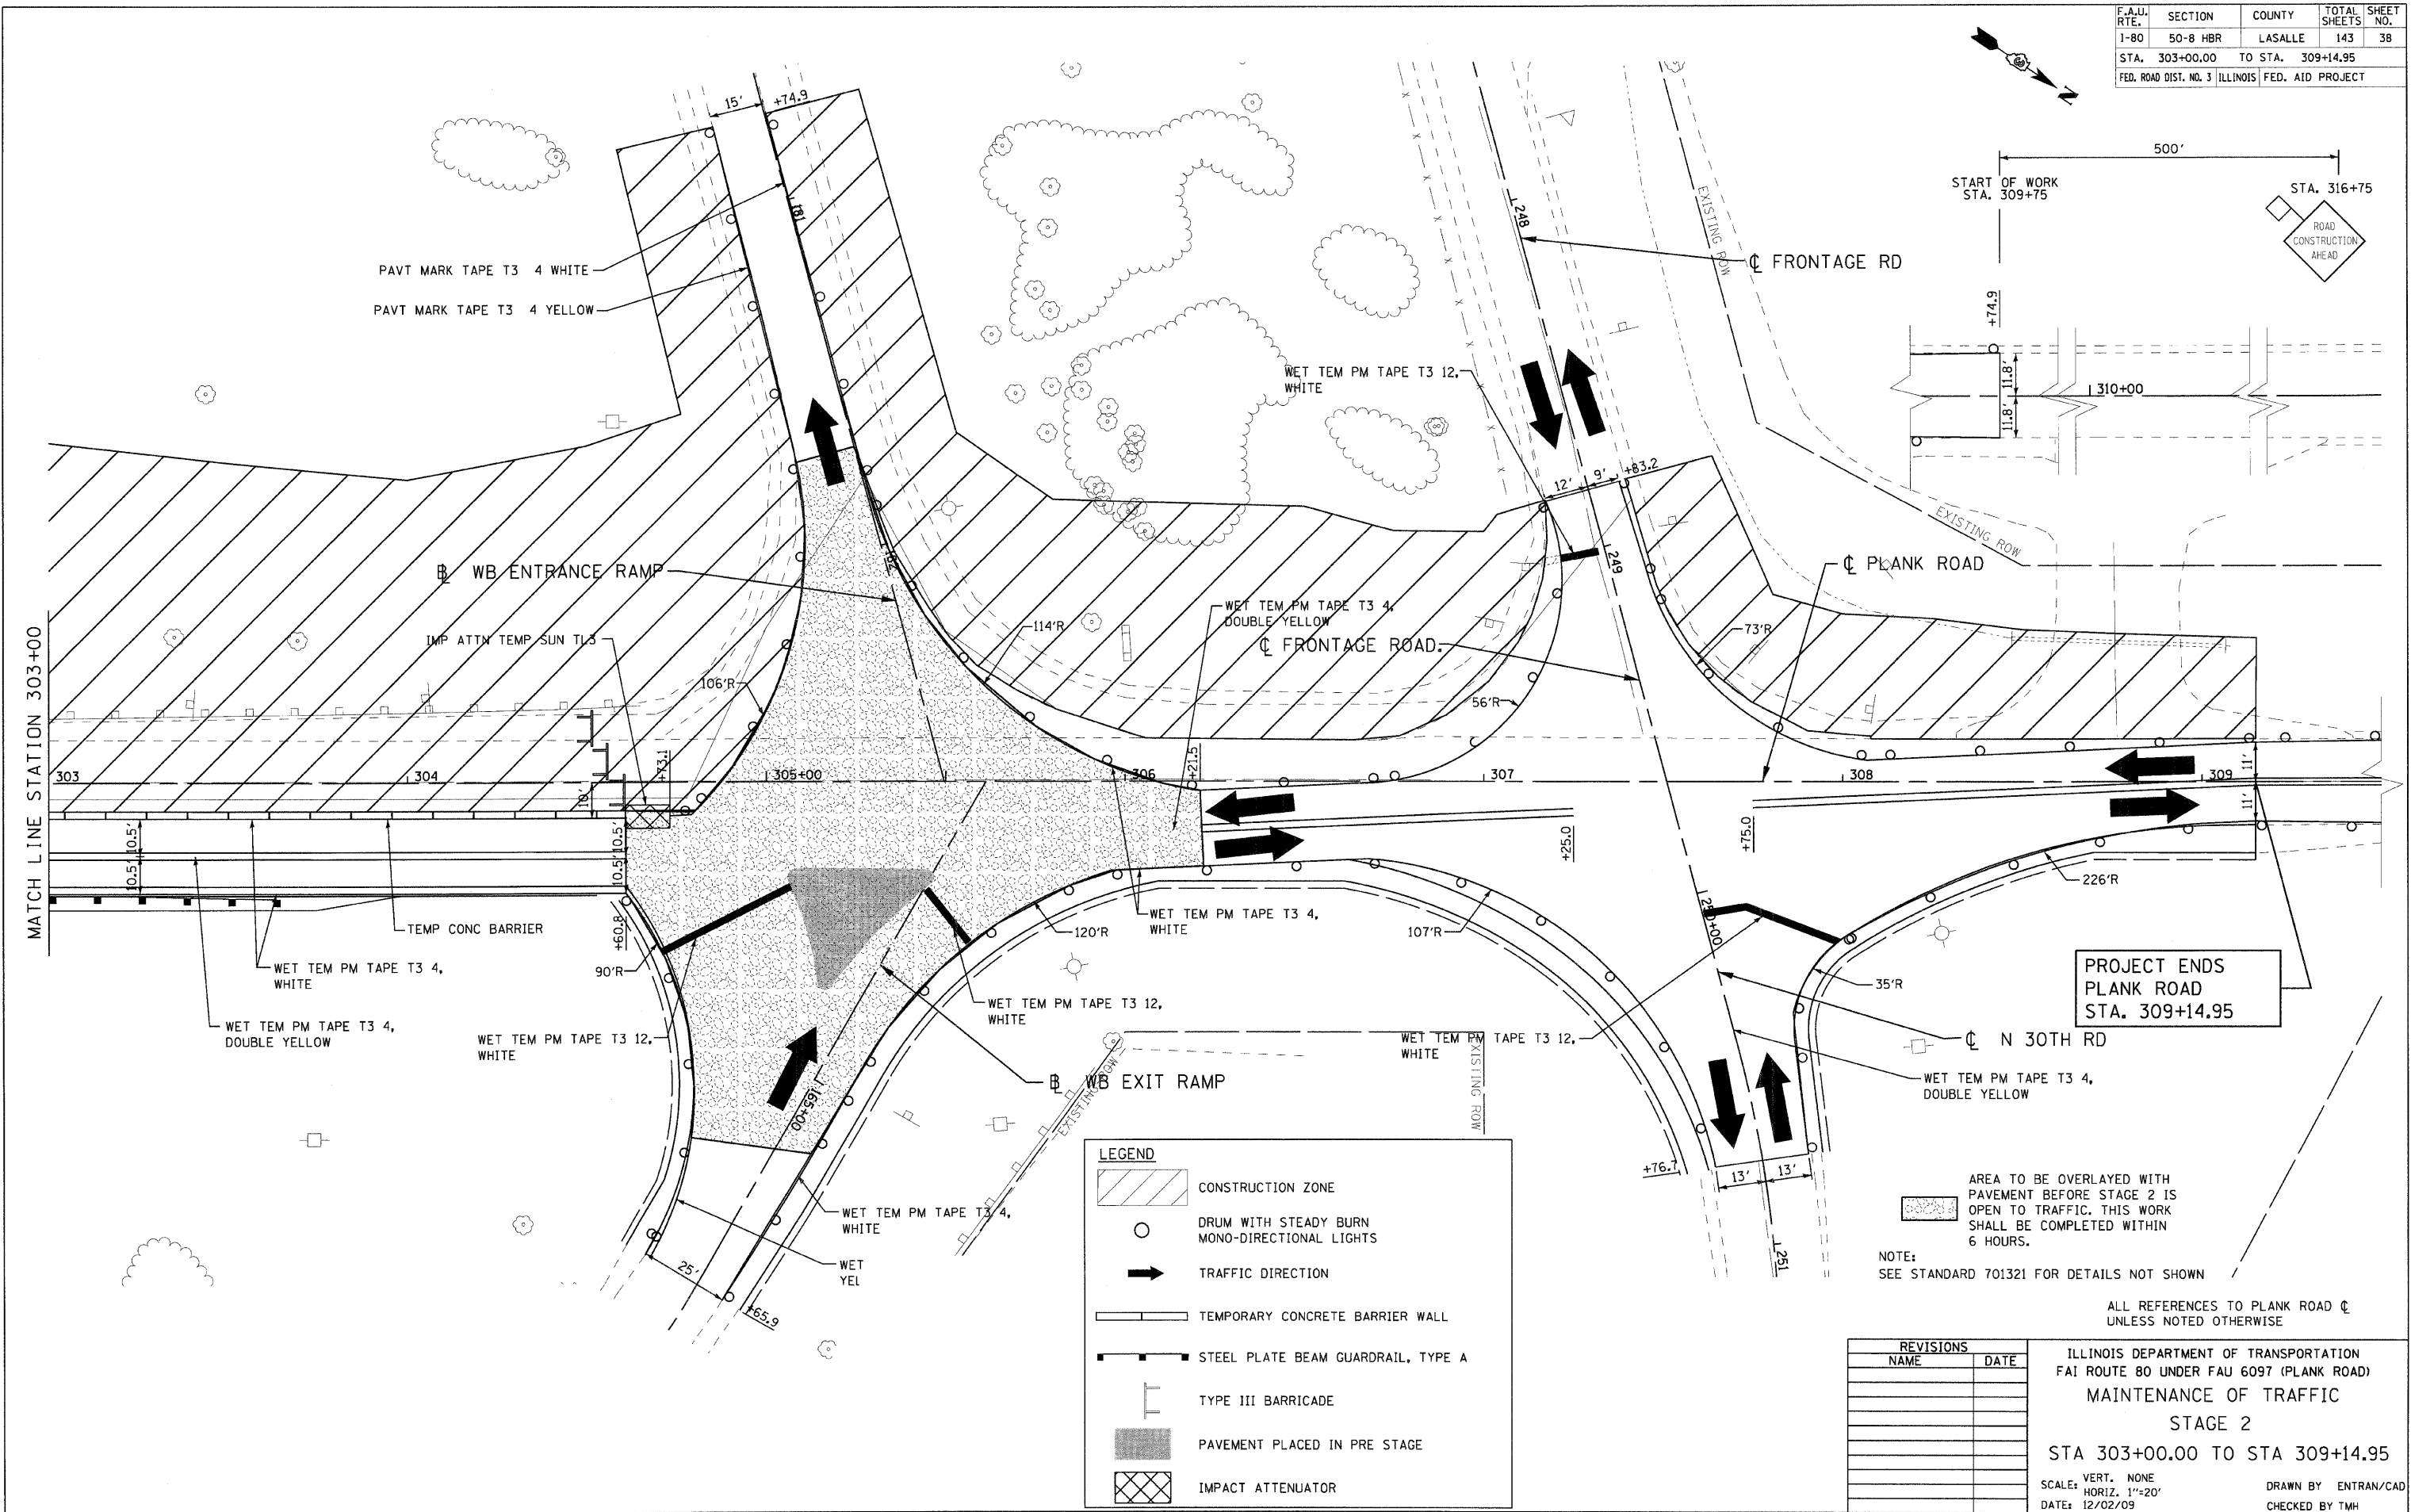 F.A.U. RTE. SECTION COUNTY TOTAL SHEETS SHEET NO.
I-80 50-8 HBR LASALLE 143 38
STA. 303+00.00 TO STA. 309+14.95
FED. ROAD DIST. NO. 3 ILLINOIS FED. AID PROJECT
N
500'
START OF WORK
STA. 309+75
STA. 316+75
ROAD
CONSTRUCTION
AHEAD
+74.9
11.8'
11.8'
310+00
15'
+74.9
181
PAVT MARK TAPE T3 4 WHITE
PAVT MARK TAPE T3 4 YELLOW
248
℄ FRONTAGE RD
EXISTING ROW
EXISTING ROW
WET TEM PM TAPE T3 12,
WHITE
12'
9'
+83.2
249
℄ PLANK ROAD
B WB ENTRANCE RAMP
IMP ATTN TEMP SUN TL3
WET TEM PM TAPE T3 4,
DOUBLE YELLOW
℄ FRONTAGE ROAD.
114'R
106'R
56'R
73'R
MATCH LINE STATION 303+00
303
304
305+00
306
307
308
309
+73.1
+21.5
10'
10.5'
10.5'
10.5'
10.5'
11'
11'
+25.0
+75.0
+60.8
90'R
120'R
107'R
226'R
35'R
TEMP CONC BARRIER
WET TEM PM TAPE T3 4,
WHITE
WET TEM PM TAPE T3 4,
DOUBLE YELLOW
WET TEM PM TAPE T3 12,
WHITE
WET TEM PM TAPE T3 4,
WHITE
WET TEM PM TAPE T3 12,
WHITE
WET TEM PM TAPE T3 12,
WHITE
250+00
PROJECT ENDS
PLANK ROAD
STA. 309+14.95
℄ N 30TH RD
WET TEM PM TAPE T3 4,
DOUBLE YELLOW
B WB EXIT RAMP
EXISTING ROW
EXISTING ROW
165+00
WET TEM PM TAPE T3 4,
WHITE
WET
YEL
25'
+65.9
+76.7
13'
13'
251
LEGEND
CONSTRUCTION ZONE
DRUM WITH STEADY BURN
MONO-DIRECTIONAL LIGHTS
TRAFFIC DIRECTION
TEMPORARY CONCRETE BARRIER WALL
STEEL PLATE BEAM GUARDRAIL, TYPE A
TYPE III BARRICADE
PAVEMENT PLACED IN PRE STAGE
IMPACT ATTENUATOR
AREA TO BE OVERLAYED WITH
PAVEMENT BEFORE STAGE 2 IS
OPEN TO TRAFFIC. THIS WORK
SHALL BE COMPLETED WITHIN
6 HOURS.
NOTE:
SEE STANDARD 701321 FOR DETAILS NOT SHOWN
ALL REFERENCES TO PLANK ROAD ℄
UNLESS NOTED OTHERWISE
REVISIONS
NAME DATE
ILLINOIS DEPARTMENT OF TRANSPORTATION
FAI ROUTE 80 UNDER FAU 6097 (PLANK ROAD)
MAINTENANCE OF TRAFFIC
STAGE 2
STA 303+00.00 TO STA 309+14.95
SCALE: VERT. NONE
HORIZ. 1"=20'
DATE: 12/02/09
DRAWN BY ENTRAN/CAD
CHECKED BY TMH